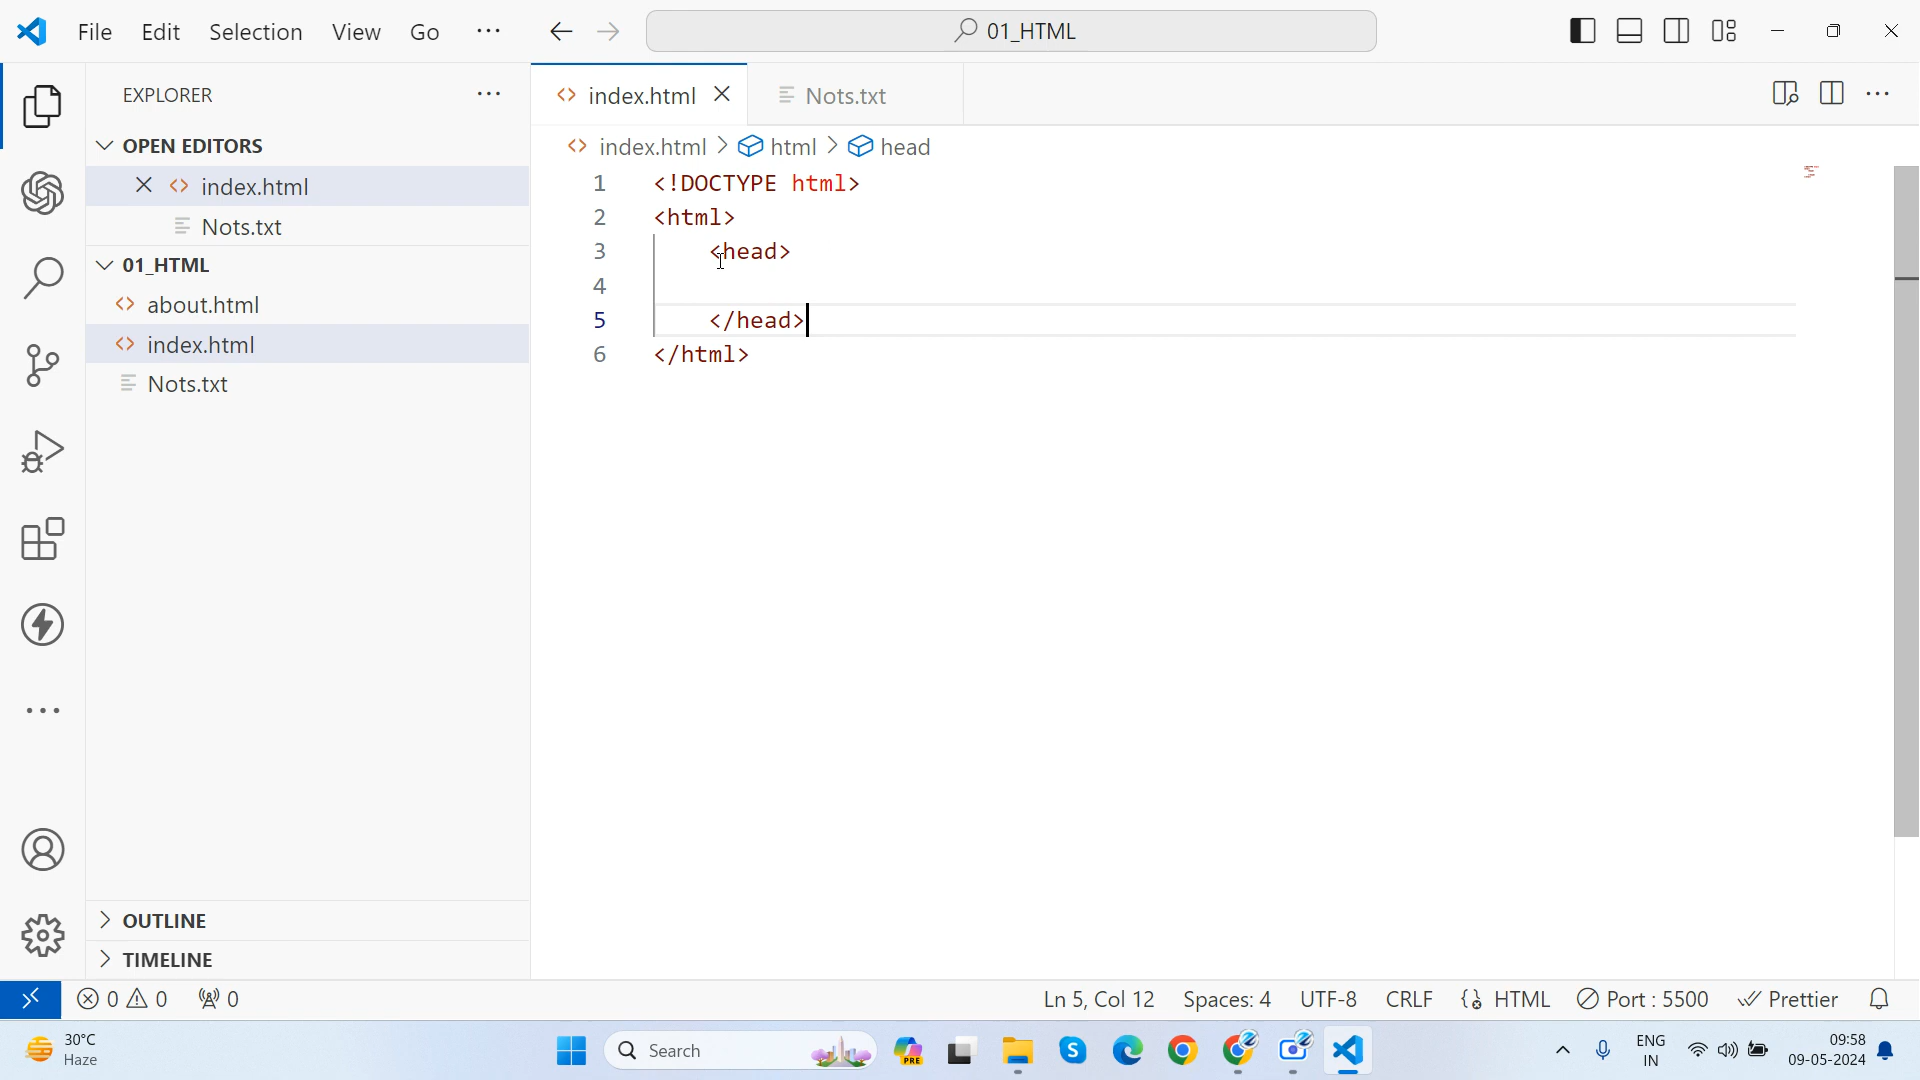 File Edit Selection View Go ··· 01_HTML
EXPLORER ···
OPEN EDITORS
index.html
Nots.txt
01_HTML
about.html
index.html
Nots.txt
OUTLINE
TIMELINE
index.html Nots.txt
index.html > html > head
1 <!DOCTYPE html>
2 <html>
3 <head>
4
5 </head>
6 </html>
0 0 0 Ln 5, Col 12 Spaces: 4 UTF-8 CRLF HTML Port : 5500 Prettier
30°C
Haze
Search
PRE
ENG
IN
09:58
09-05-2024